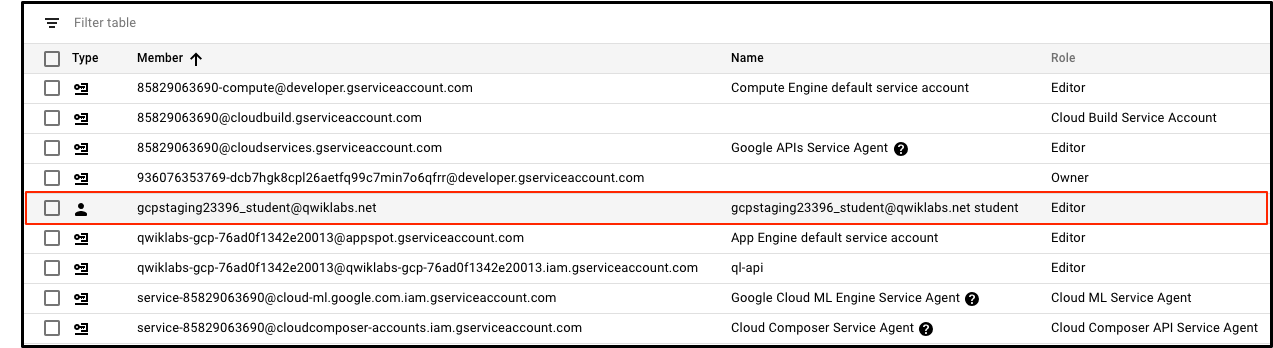 Filter table
Type Member Name Role
85829063690-compute@developer.gserviceaccount.com Compute Engine default service account Editor
85829063690@cloudbuild.gserviceaccount.com Cloud Build Service Account
85829063690@cloudservices.gserviceaccount.com Google APIs Service Agent Editor
936076353769-dcb7hgk8cpl26aetfq99c7min7o6qfrr@developer.gserviceaccount.com Owner
gcpstaging23396_student@qwiklabs.net gcpstaging23396_student@qwiklabs.net student Editor
qwiklabs-gcp-76ad0f1342e20013@appspot.gserviceaccount.com App Engine default service account Editor
qwiklabs-gcp-76ad0f1342e20013@qwiklabs-gcp-76ad0f1342e20013.iam.gserviceaccount.com ql-api Editor
service-85829063690@cloud-ml.google.com.iam.gserviceaccount.com Google Cloud ML Engine Service Agent Cloud ML Service Agent
service-85829063690@cloudcomposer-accounts.iam.gserviceaccount.com Cloud Composer Service Agent Cloud Composer API Service Agent